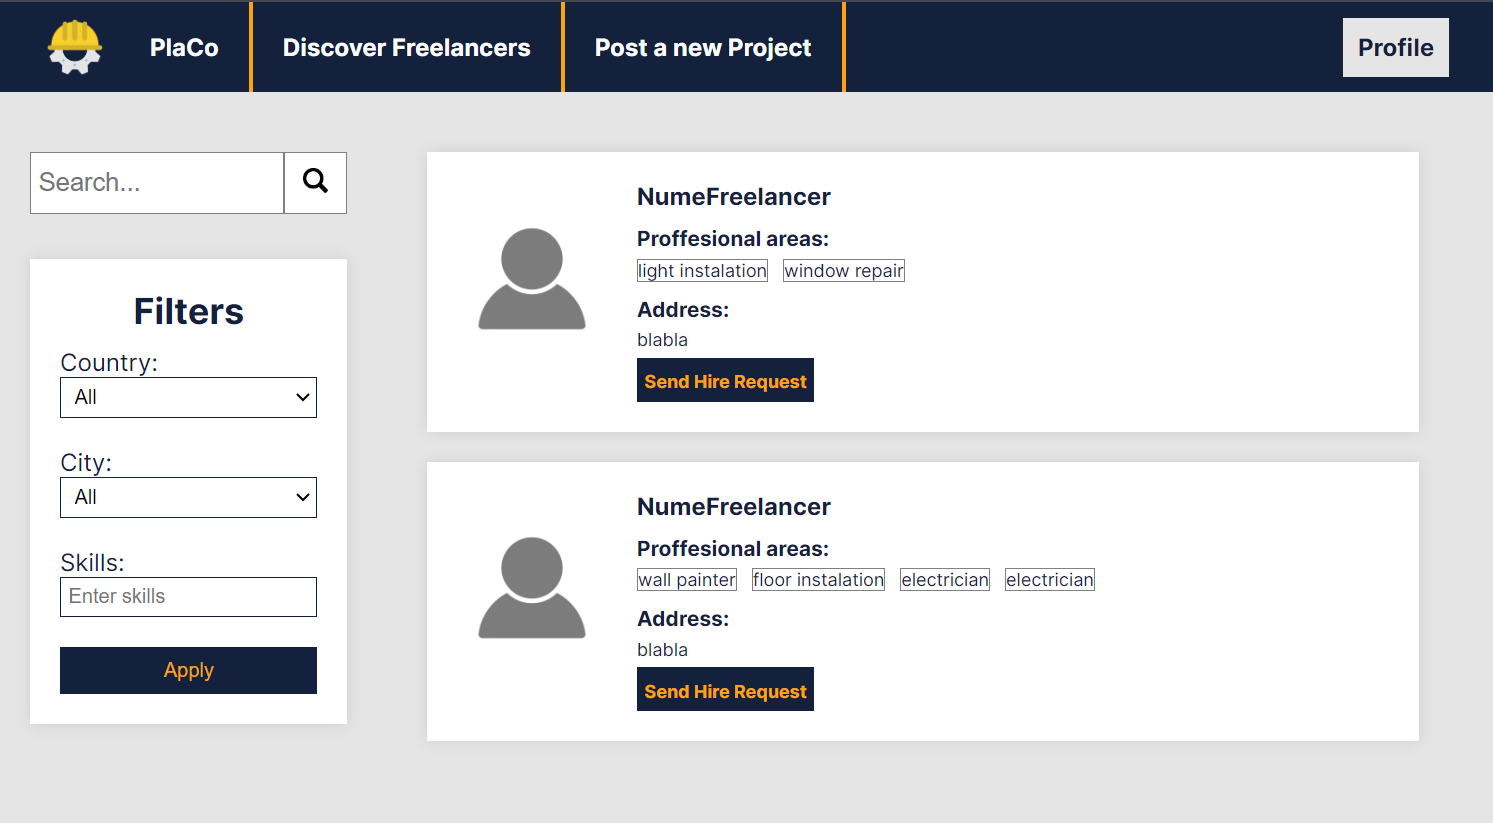 PlaCo
Discover Freelancers
Post a new Project
Profile
Search...
Filters
Country:
All
City:
All
Skills:
Enter skills
Apply
NumeFreelancer
Proffesional areas:
light instalation window repair
Address:
blabla
Send Hire Request
NumeFreelancer
Proffesional areas:
wall painter floor instalation electrician electrician
Address:
blabla
Send Hire Request